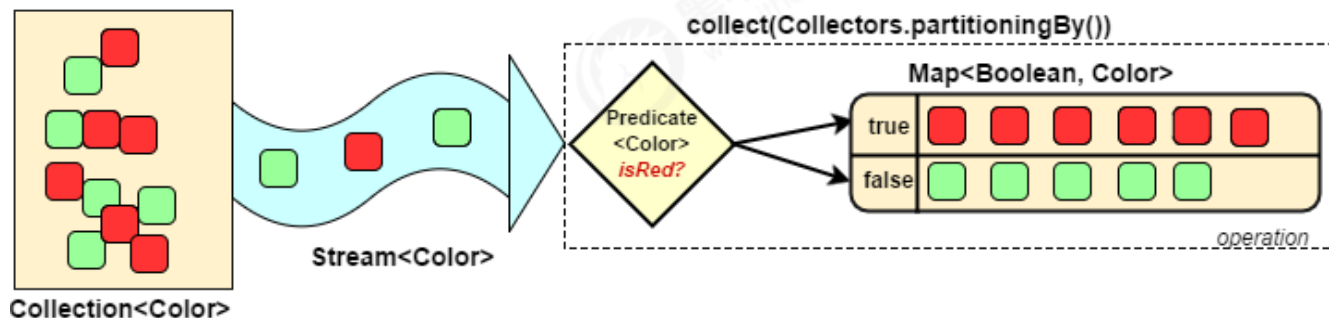 collect(Collectors.partitioningBy())
Map<Boolean, Color>
Predicate
<Color>
isRed?
true
false
operation
Stream<Color>
Collection<Color>